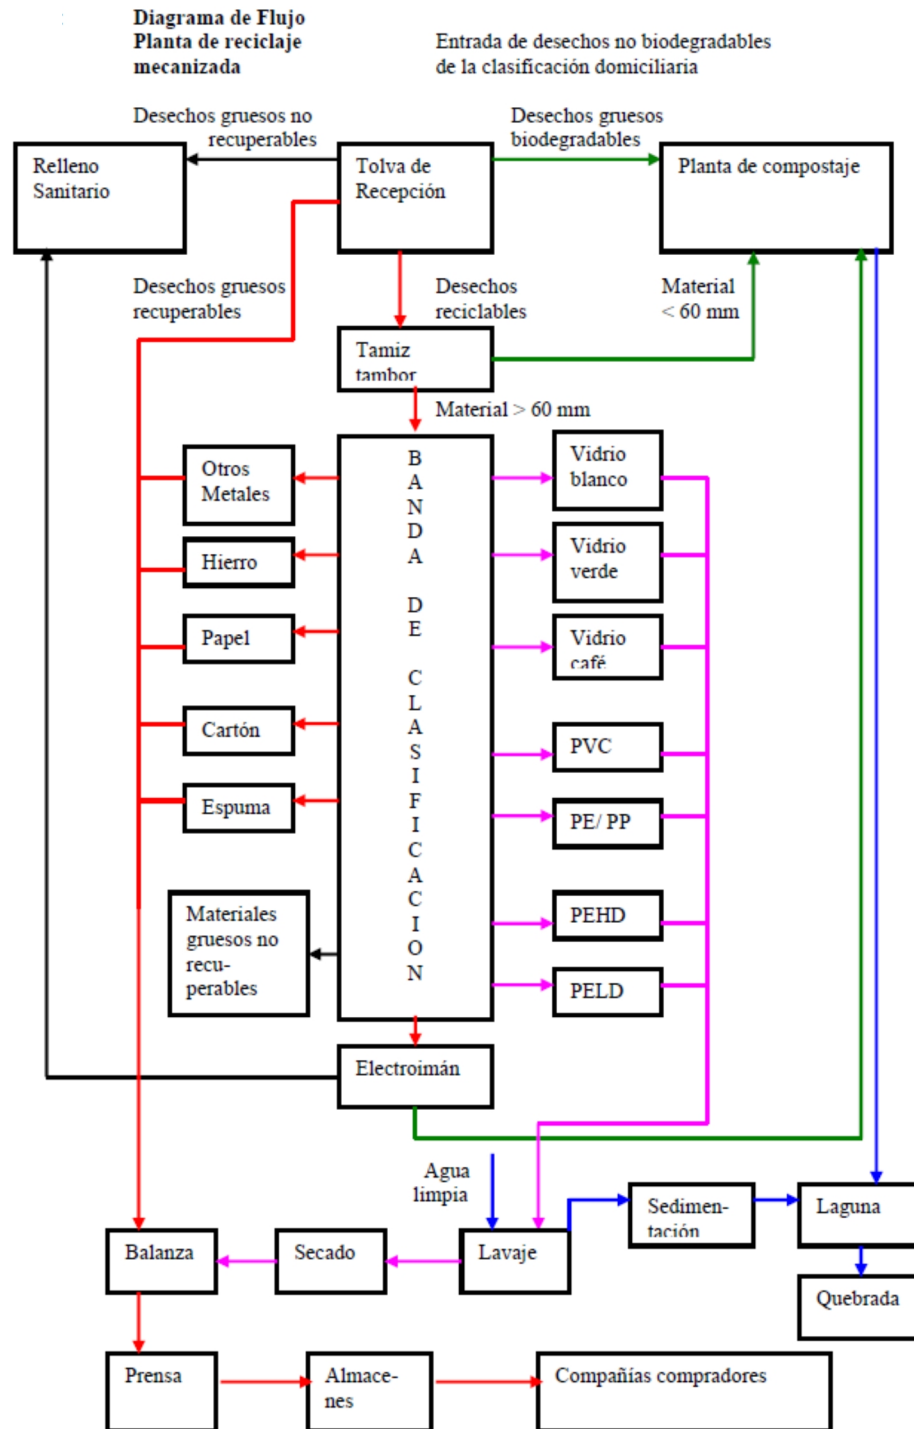 Diagrama de Flujo
Planta de reciclaje
mecanizada
Entrada de desechos no biodegradables
de la clasificación domiciliaria
Desechos gruesos no
recuperables
Desechos gruesos
biodegradables
Relleno
Sanitario
Tolva de
Recepción
Planta de compostaje
Desechos gruesos
recuperables
Desechos
reciclables
Material
< 60 mm
Tamiz
tambor
Material > 60 mm
BANDA DE CLASIFICACION
Otros
Metales
Hierro
Papel
Cartón
Espuma
Materiales
gruesos no
recu-
perables
Vidrio
blanco
Vidrio
verde
Vidrio
café
PVC
PE/ PP
PEHD
PELD
Electroimán
Agua
limpia
Balanza
Secado
Lavaje
Sedimen-
tación
Laguna
Quebrada
Prensa
Almace-
nes
Compañías compradores